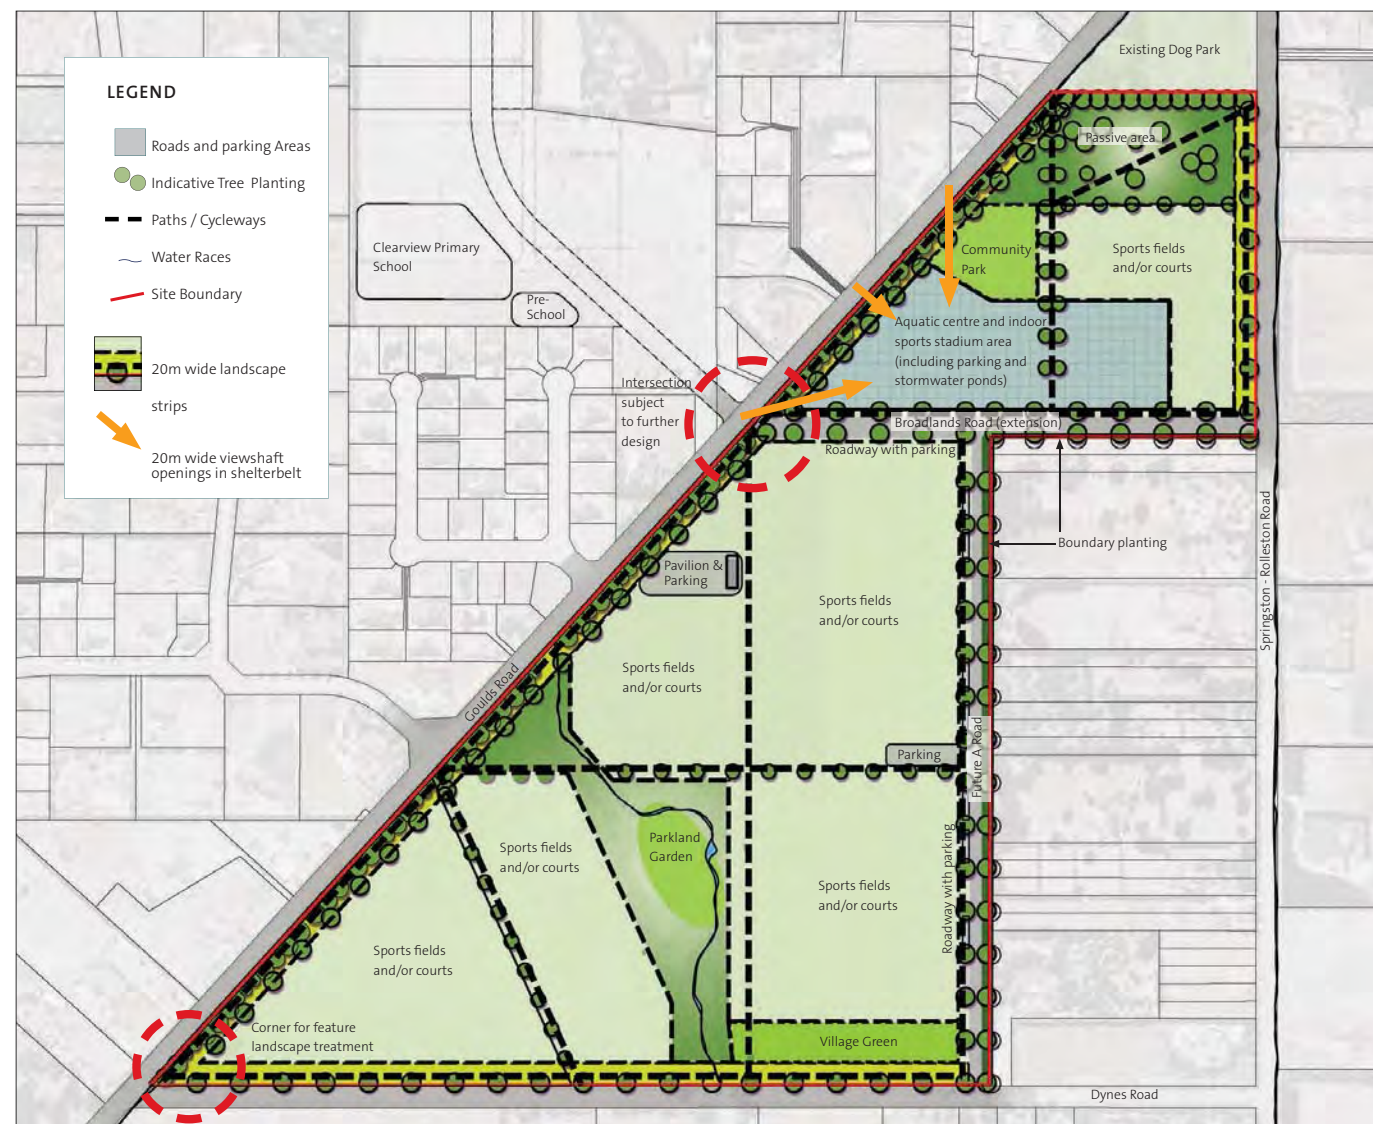 LEGEND
Roads and parking Areas
Indicative Tree Planting
Paths / Cycleways
Water Races
Site Boundary
20m wide landscape
strips
20m wide viewshaft
openings in shelterbelt
Existing Dog Park
Passive area
Clearview Primary
School
Pre-
School
Community
Park
Sports fields
and/or courts
Aquatic centre and indoor
sports stadium area
(including parking and
stormwater ponds)
Intersection
subject
to further
design
Broadlands Road (extension)
Roadway with parking
Boundary planting
Springston - Rolleston Road
Pavilion &
Parking
Sports fields
and/or courts
Sports fields
and/or courts
Goulds Road
Parking
Future A Road
Roadway with parking
Parkland
Garden
Sports fields
and/or courts
Sports fields
and/or courts
Sports fields
and/or courts
Corner for feature
landscape treatment
Village Green
Dynes Road